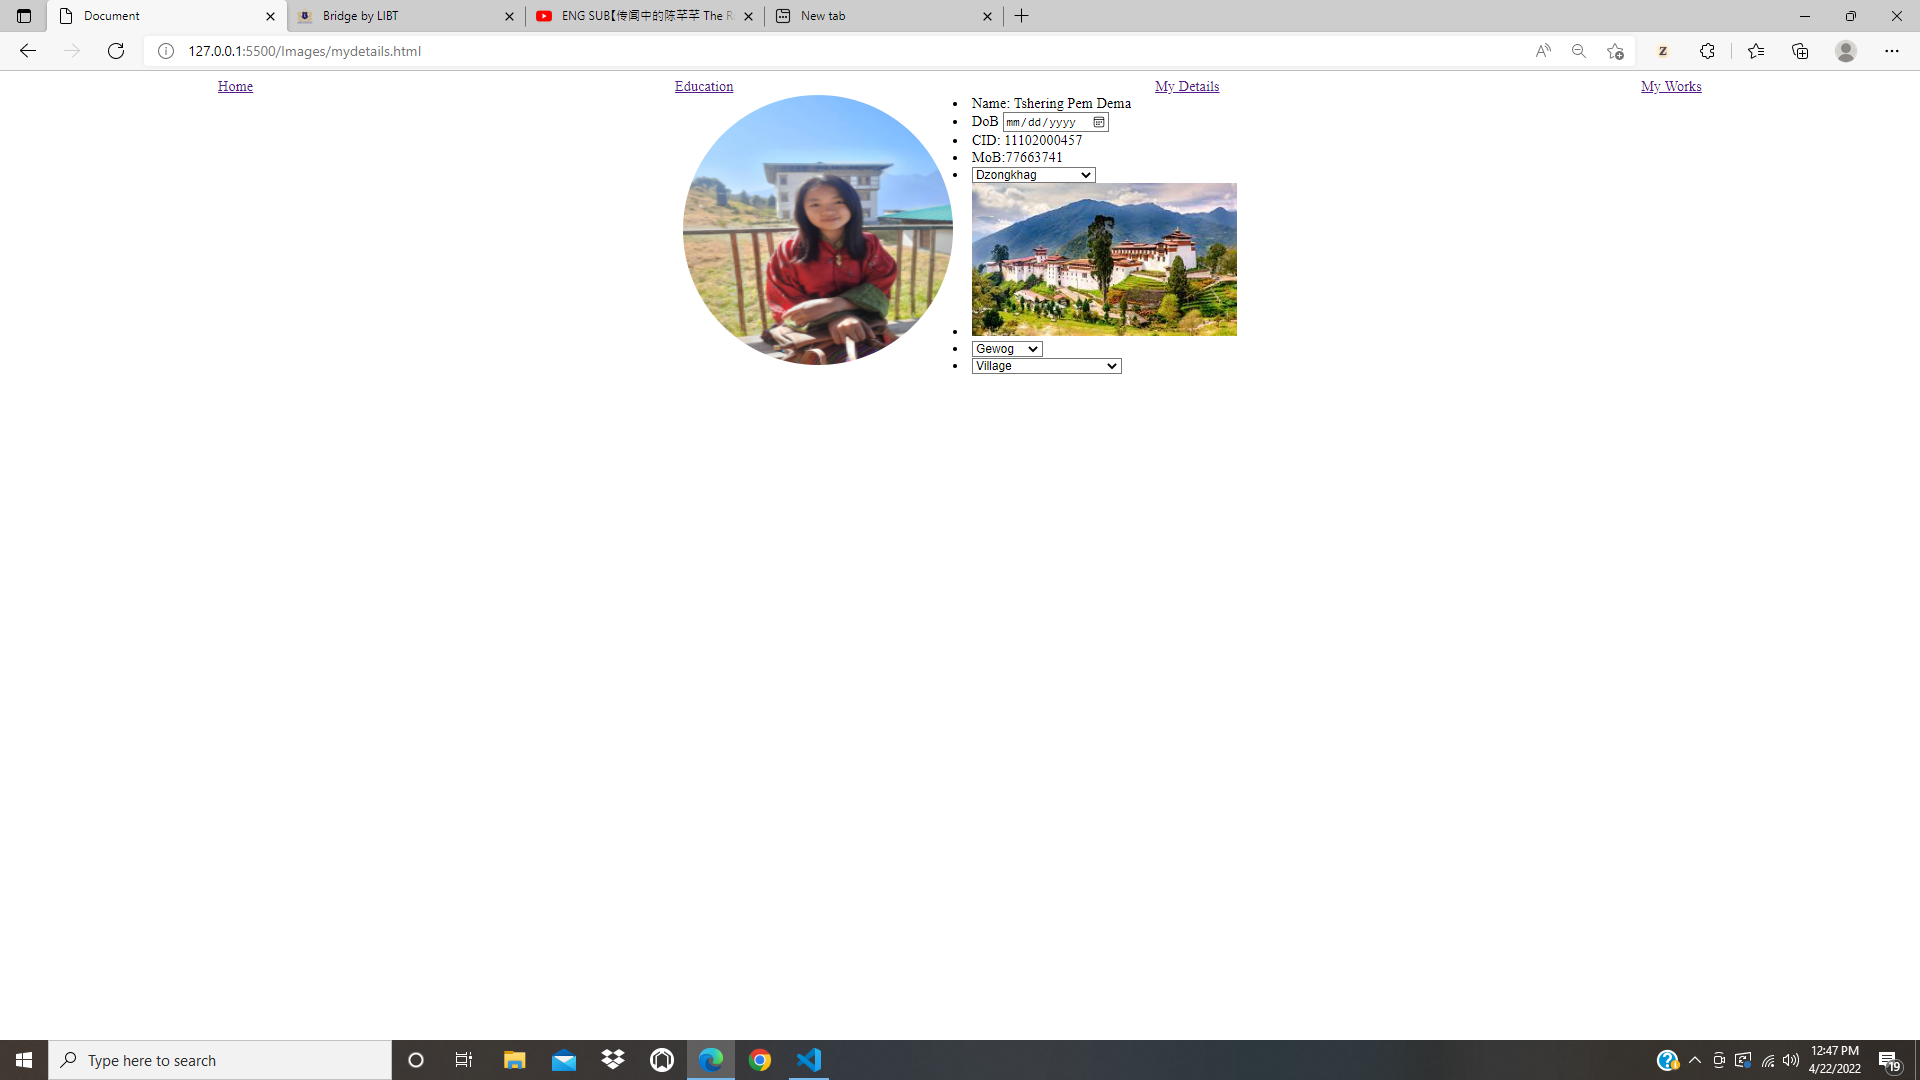 Document
Bridge by LIBT
ENG SUB【传闻中的陈芊芊 The R
New tab
127.0.0.1:5500/Images/mydetails.html
Home Education My Details My Works
Name: Tshering Pem Dema
DoB mm/dd/yyyy
CID: 11102000457
MoB:77663741
Dzongkhag
Gewog
Village
Type here to search
12:47 PM
4/22/2022
19